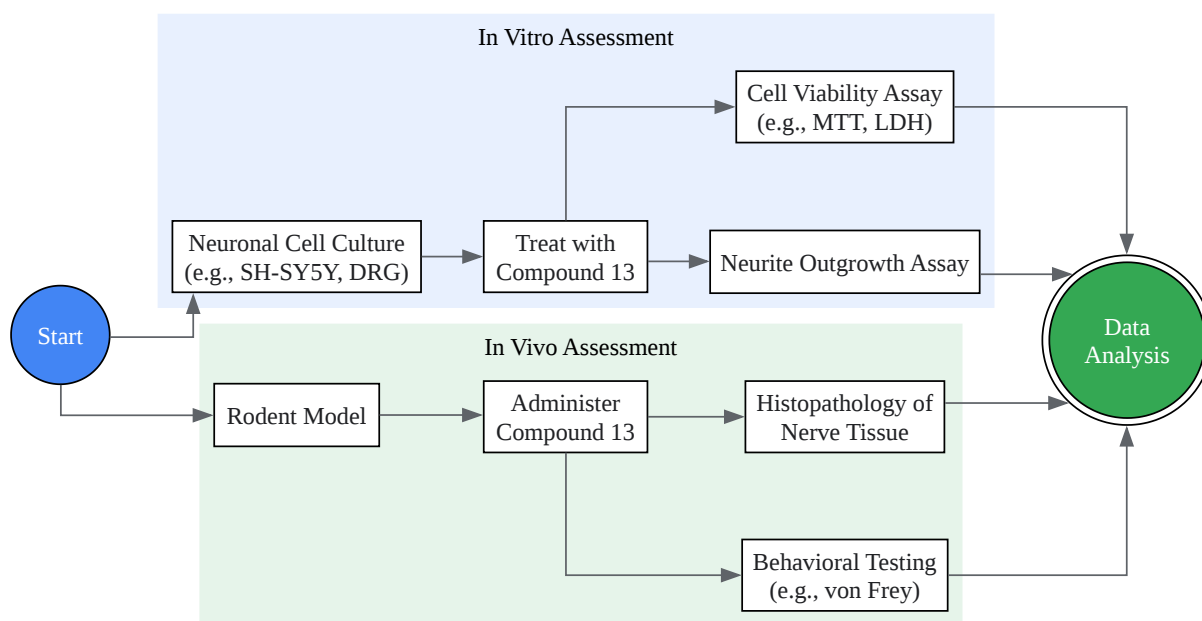 In Vitro Assessment
Cell Viability Assay
(e.g., MTT, LDH)
Neuronal Cell Culture
(e.g., SH-SY5Y, DRG)
Treat with
Compound 13
Neurite Outgrowth Assay
Start
Data
Analysis
In Vivo Assessment
Rodent Model
Administer
Compound 13
Histopathology of
Nerve Tissue
Behavioral Testing
(e.g., von Frey)